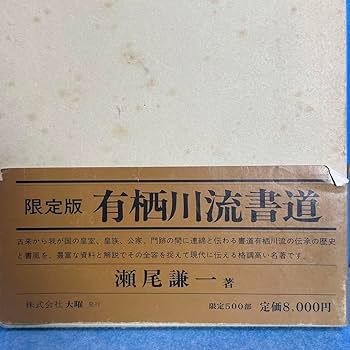 限定版 有栖川流書道
古来から我が国の皇室、皇族、公家、門跡の間に連綿と伝わる書道有栖川流の伝承の歴史
と書風を、豊富な資料と解説でその全容を捉えて現代に伝える格調高い名著です。
瀬尾謙一 著
株式会社 大曜 発行 限定500部 定価8,000円